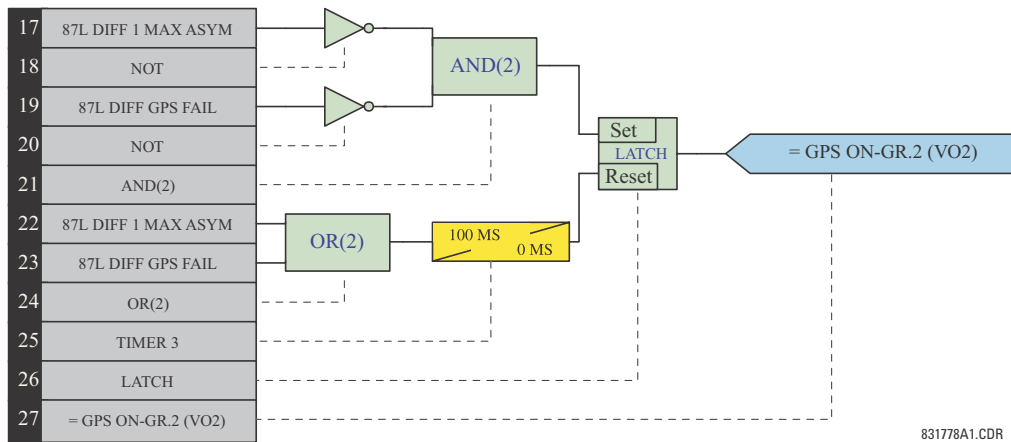 17 87L DIFF 1 MAX ASYM
18 NOT
19 87L DIFF GPS FAIL
20 NOT
21 AND(2)
22 87L DIFF 1 MAX ASYM
23 87L DIFF GPS FAIL
24 OR(2)
25 TIMER 3
26 LATCH
27 = GPS ON-GR.2 (VO2)
AND(2)
OR(2)
100 MS
0 MS
Set
LATCH
Reset
= GPS ON-GR.2 (VO2)
831778A1.CDR